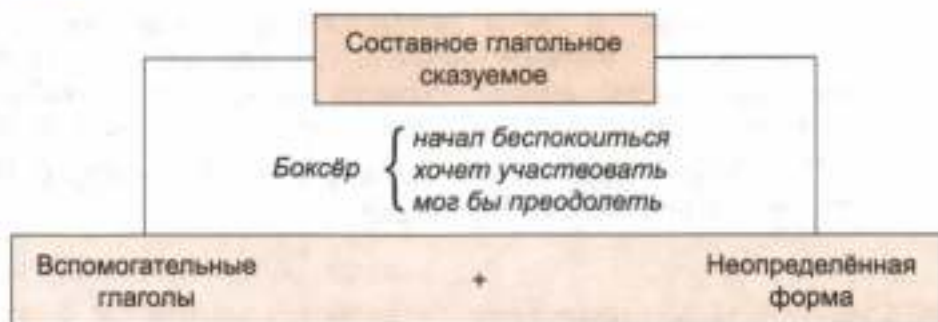 Составное глагольное
сказуемое
начал беспокоиться
Боксёр { хочет участвовать
мог бы преодолеть
Вспомогательные
глаголы
+
Неопределённая
форма